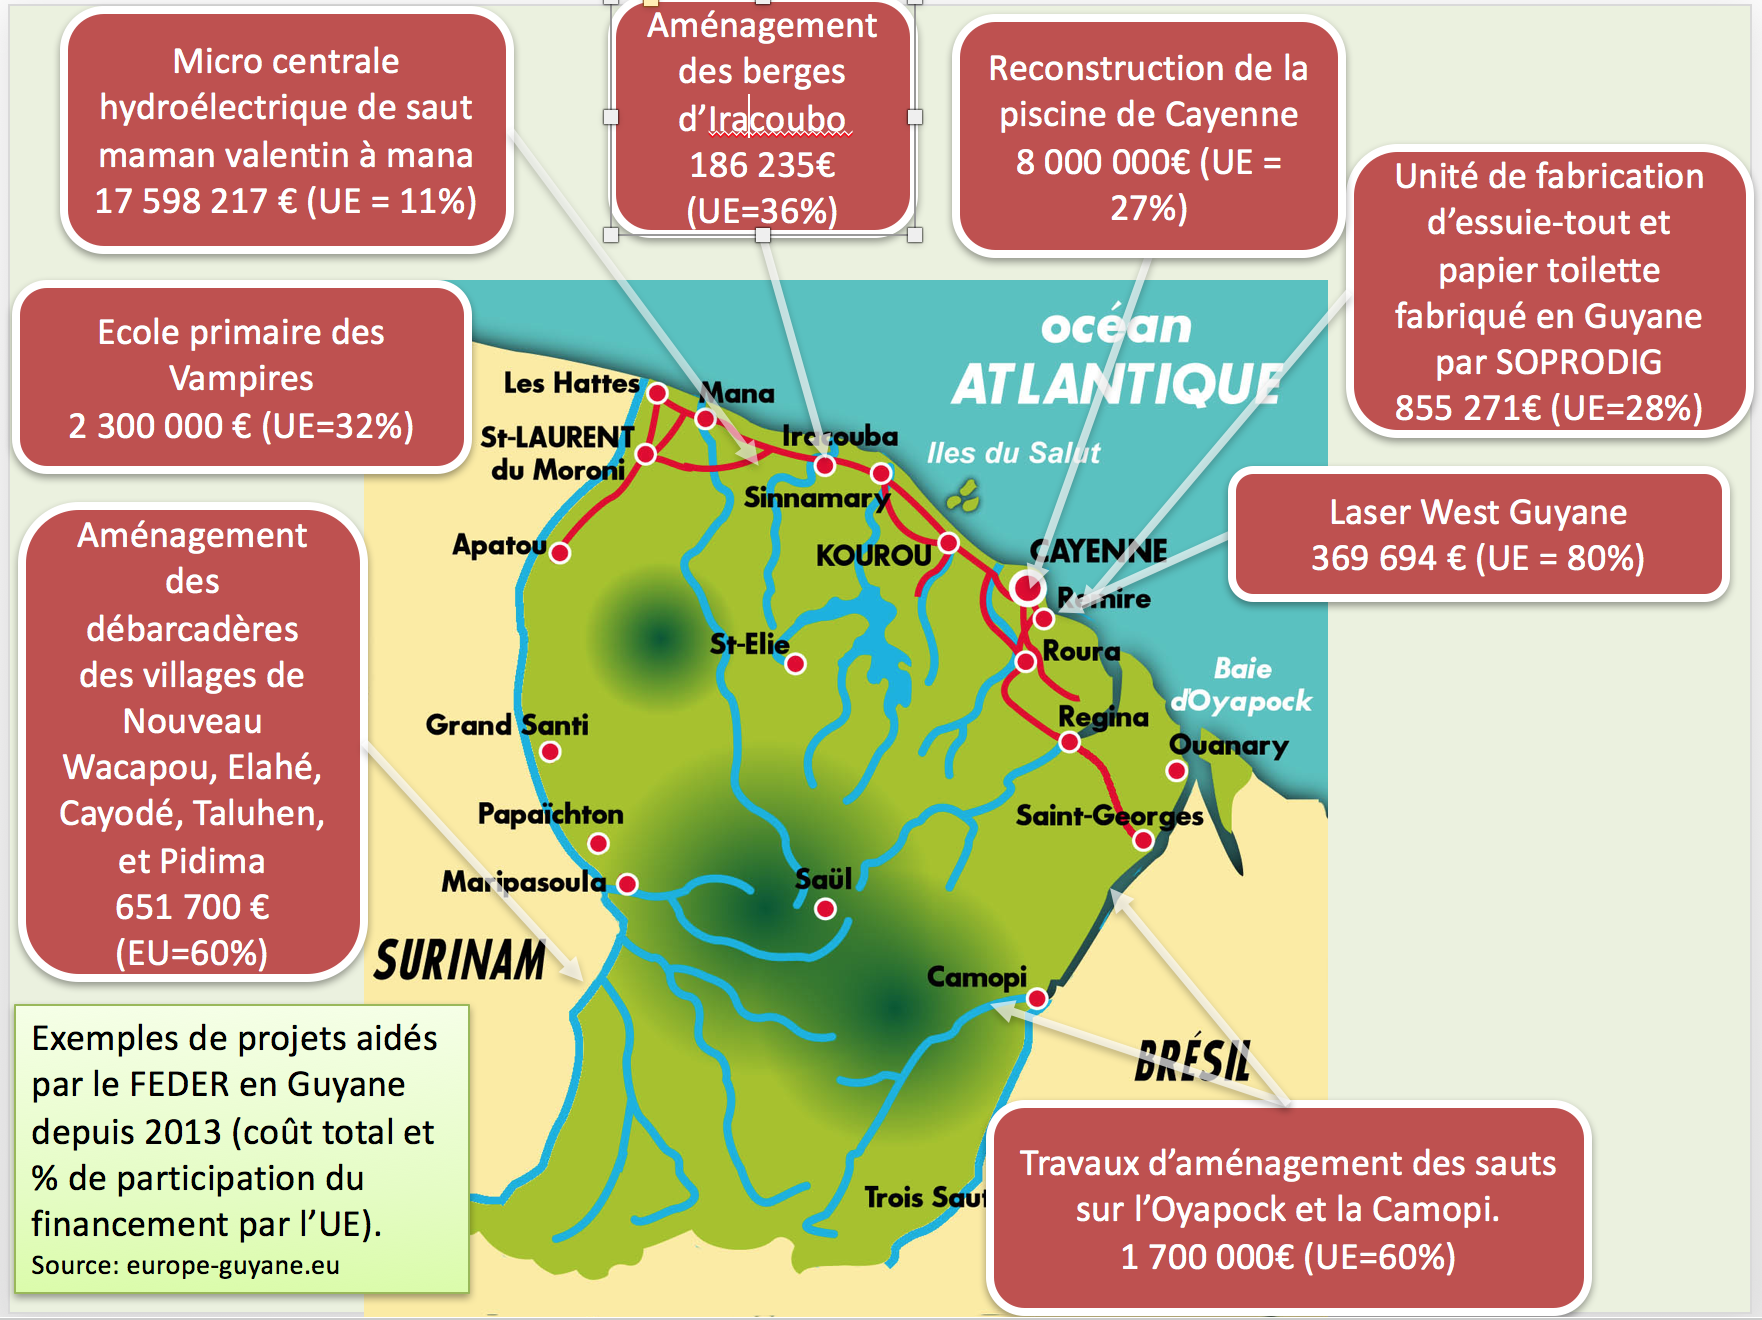 Micro centrale
hydroélectrique de saut
maman valentin à mana
17 598 217 € (UE = 11%)
Aménagement
des berges
d’Iracoubo
186 235€
(UE=36%)
Reconstruction de la
piscine de Cayenne
8 000 000€ (UE =
27%)
Unité de fabrication
d’essuie-tout et
papier toilette
fabriqué en Guyane
par SOPRODIG
855 271€ (UE=28%)
Ecole primaire des
Vampires
2 300 000 € (UE=32%)
Laser West Guyane
369 694 € (UE = 80%)
Aménagement
des
débarcadères
des villages de
Nouveau
Wacapou, Elahé,
Cayodé, Taluhen,
et Pidima
651 700 €
(EU=60%)
océan
ATLANTIQUE
Les Hattes
Mana
St-LAURENT
du Moroni
Iracouba
Iles du Salut
Sinnamary
Apatou
KOUROU
CAYENNE
Remire
St-Elie
Roura
Baie
d'Oyapock
Grand Santi
Regina
Ouanary
Papaïchton
Saint-Georges
Maripasoula
Saül
SURINAM
Camopi
BRÉSIL
Trois Saut
Exemples de projets aidés
par le FEDER en Guyane
depuis 2013 (coût total et
% de participation du
financement par l’UE).
Source: europe-guyane.eu
Travaux d’aménagement des sauts
sur l’Oyapock et la Camopi.
1 700 000€ (UE=60%)